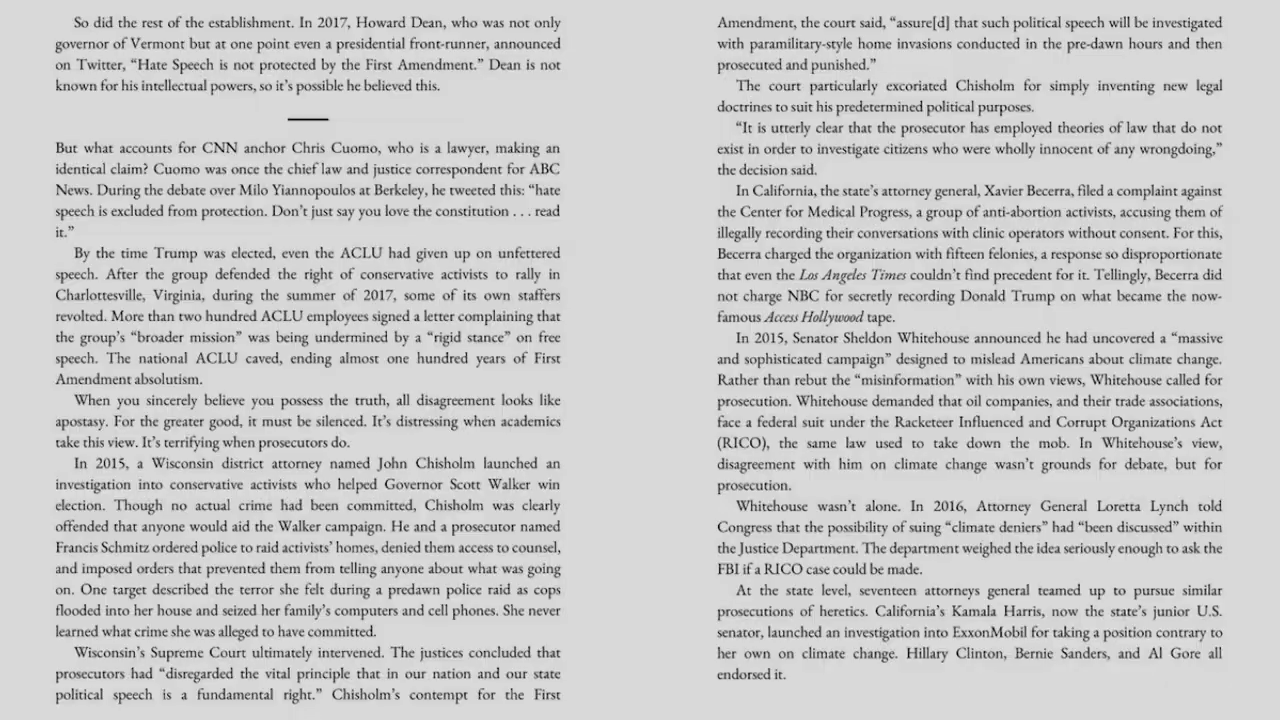 So did the rest of the establishment. In 2017, Howard Dean, who was not only
governor of Vermont but at one point even a presidential front-runner, announced
on Twitter, “Hate Speech is not protected by the First Amendment.” Dean is not
known for his intellectual powers, so it’s possible he believed this.
But what accounts for CNN anchor Chris Cuomo, who is a lawyer, making an
identical claim? Cuomo was once the chief law and justice correspondent for ABC
News. During the debate over Milo Yiannopoulos at Berkeley, he tweeted this: “hate
speech is excluded from protection. Don’t just say you love the constitution . . . read
it.”
By the time Trump was elected, even the ACLU had given up on unfettered
speech. After the group defended the right of conservative activists to rally in
Charlottesville, Virginia, during the summer of 2017, some of its own staffers
revolted. More than two hundred ACLU employees signed a letter complaining that
the group’s “broader mission” was being undermined by a “rigid stance” on free
speech. The national ACLU caved, ending almost one hundred years of First
Amendment absolutism.
When you sincerely believe you possess the truth, all disagreement looks like
apostasy. For the greater good, it must be silenced. It’s distressing when academics
take this view. It’s terrifying when prosecutors do.
In 2015, a Wisconsin district attorney named John Chisholm launched an
investigation into conservative activists who helped Governor Scott Walker win
election. Though no actual crime had been committed, Chisholm was clearly
offended that anyone would aid the Walker campaign. He and a prosecutor named
Francis Schmitz ordered police to raid activists’ homes, denied them access to counsel,
and imposed orders that prevented them from telling anyone about what was going
on. One target described the terror she felt during a predawn police raid as cops
flooded into her house and seized her family’s computers and cell phones. She never
learned what crime she was alleged to have committed.
Wisconsin’s Supreme Court ultimately intervened. The justices concluded that
prosecutors had “disregarded the vital principle that in our nation and our state
political speech is a fundamental right.” Chisholm’s contempt for the First
Amendment, the court said, “assure[d] that such political speech will be investigated
with paramilitary-style home invasions conducted in the pre-dawn hours and then
prosecuted and punished.”
The court particularly excoriated Chisholm for simply inventing new legal
doctrines to suit his predetermined political purposes.
“It is utterly clear that the prosecutor has employed theories of law that do not
exist in order to investigate citizens who were wholly innocent of any wrongdoing,”
the decision said.
In California, the state’s attorney general, Xavier Becerra, filed a complaint against
the Center for Medical Progress, a group of anti-abortion activists, accusing them of
illegally recording their conversations with clinic operators without consent. For this,
Becerra charged the organization with fifteen felonies, a response so disproportionate
that even the Los Angeles Times couldn’t find precedent for it. Tellingly, Becerra did
not charge NBC for secretly recording Donald Trump on what became the now-
famous Access Hollywood tape.
In 2015, Senator Sheldon Whitehouse announced he had uncovered a “massive
and sophisticated campaign” designed to mislead Americans about climate change.
Rather than rebut the “misinformation” with his own views, Whitehouse called for
prosecution. Whitehouse demanded that oil companies, and their trade associations,
face a federal suit under the Racketeer Influenced and Corrupt Organizations Act
(RICO), the same law used to take down the mob. In Whitehouse’s view,
disagreement with him on climate change wasn’t grounds for debate, but for
prosecution.
Whitehouse wasn’t alone. In 2016, Attorney General Loretta Lynch told
Congress that the possibility of suing “climate deniers” had “been discussed” within
the Justice Department. The department weighed the idea seriously enough to ask the
FBI if a RICO case could be made.
At the state level, seventeen attorneys general teamed up to pursue similar
prosecutions of heretics. California’s Kamala Harris, now the state’s junior U.S.
senator, launched an investigation into ExxonMobil for taking a position contrary to
her own on climate change. Hillary Clinton, Bernie Sanders, and Al Gore all
endorsed it.